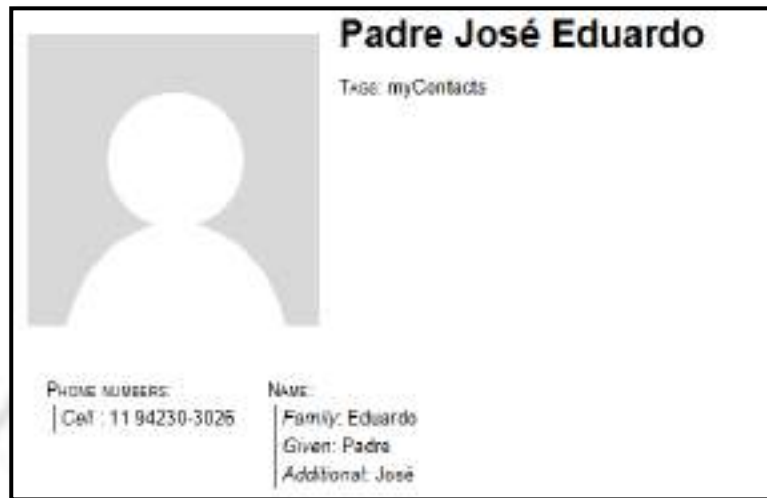 Padre José Eduardo
Tags: myContacts
Phone numbers:
Cell : 11 94230-3026
Name:
Family: Eduardo
Given: Padre
Additional: José